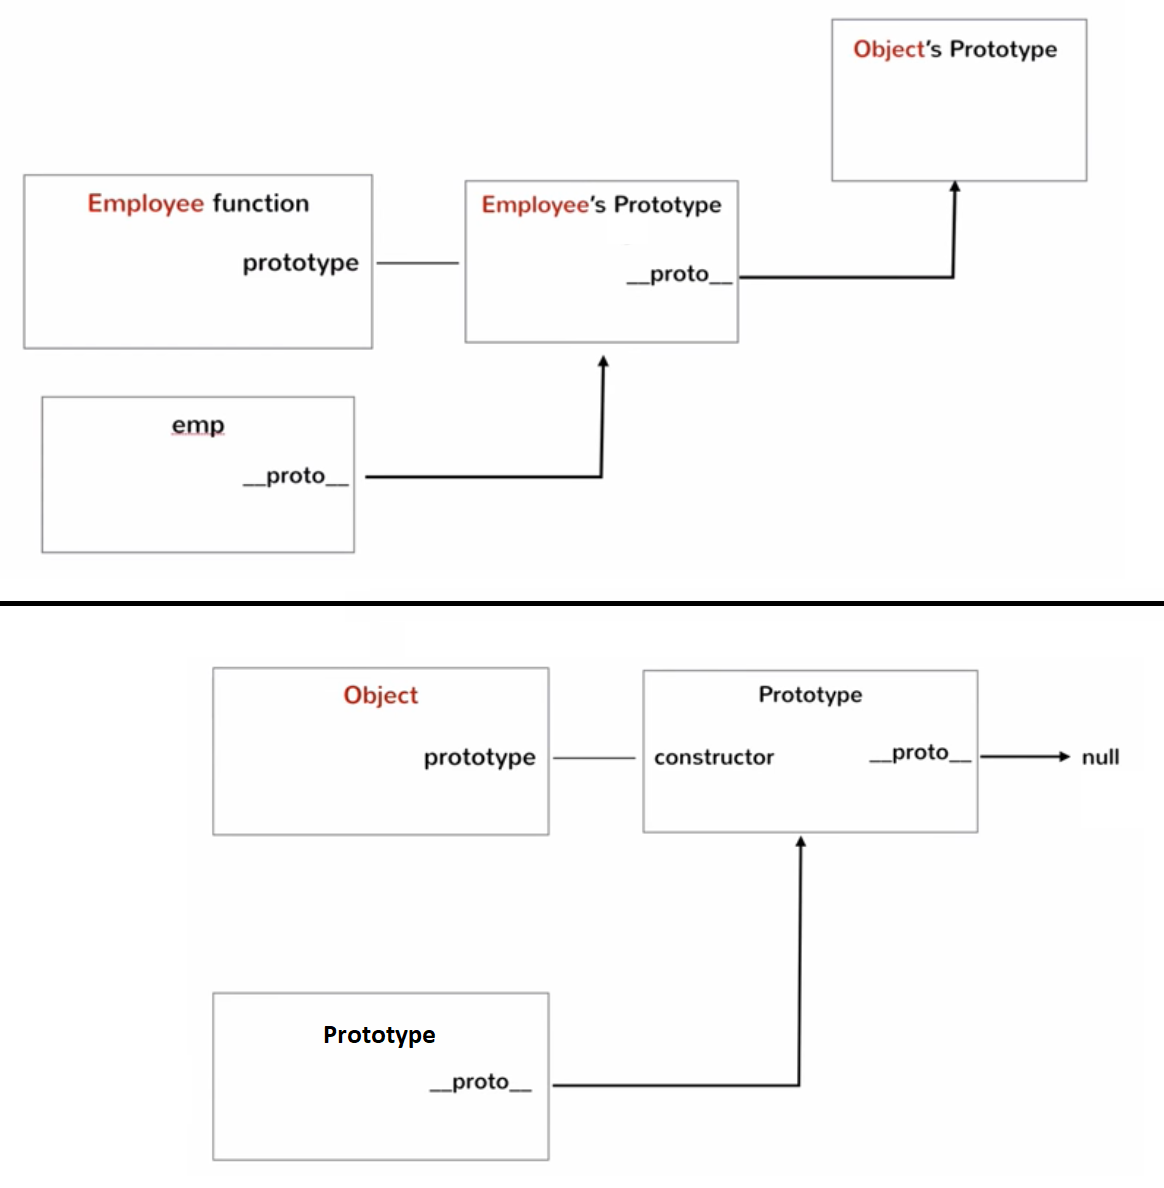 Object's Prototype
Employee function
prototype
Employee's Prototype
__proto__
emp
__proto__
Object
prototype
Prototype
constructor
__proto__
null
Prototype
__proto__